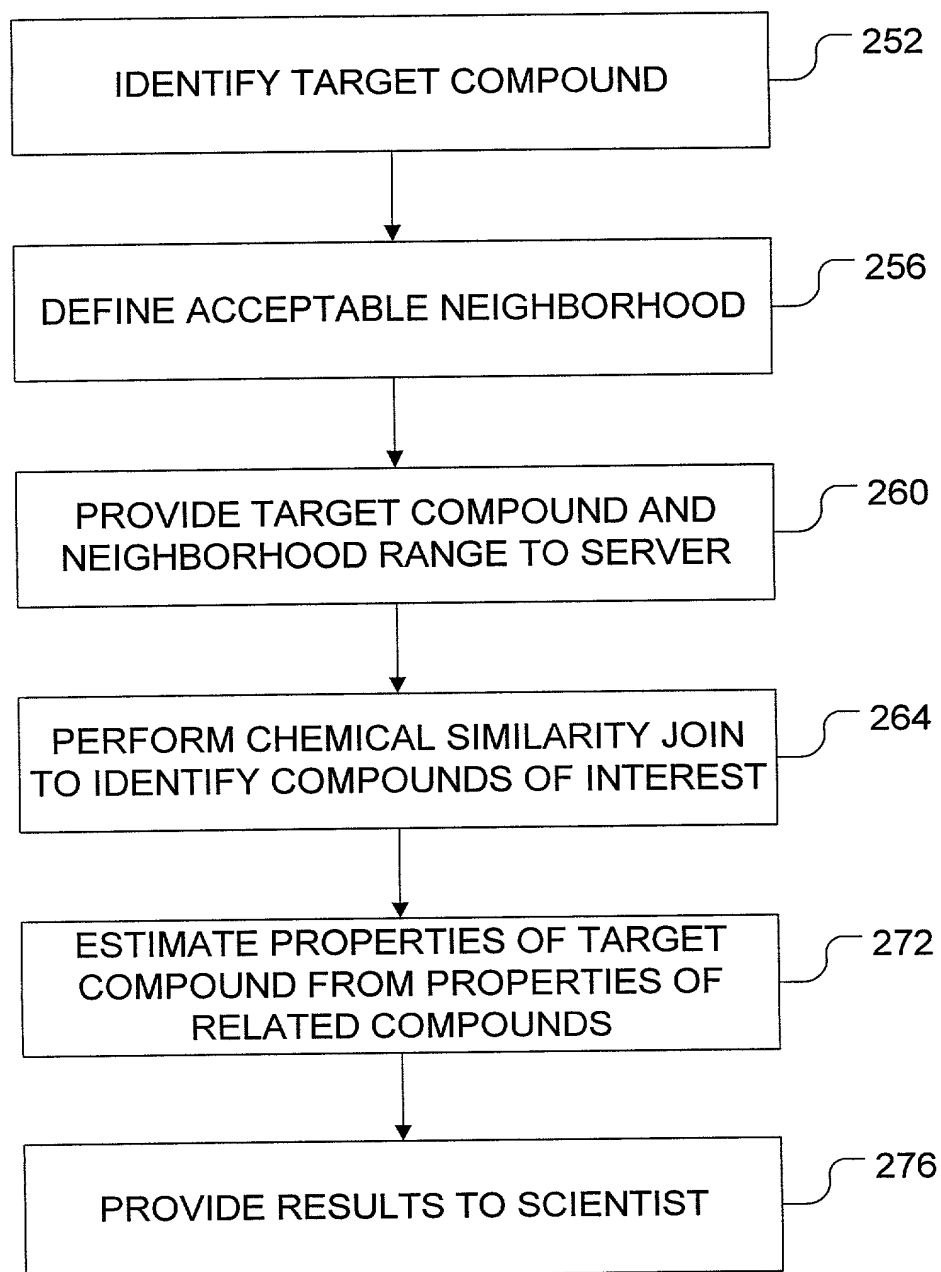 252
IDENTIFY TARGET COMPOUND
256
DEFINE ACCEPTABLE NEIGHBORHOOD
260
PROVIDE TARGET COMPOUND AND
NEIGHBORHOOD RANGE TO SERVER
264
PERFORM CHEMICAL SIMILARITY JOIN
TO IDENTIFY COMPOUNDS OF INTEREST
272
ESTIMATE PROPERTIES OF TARGET
COMPOUND FROM PROPERTIES OF
RELATED COMPOUNDS
276
PROVIDE RESULTS TO SCIENTIST